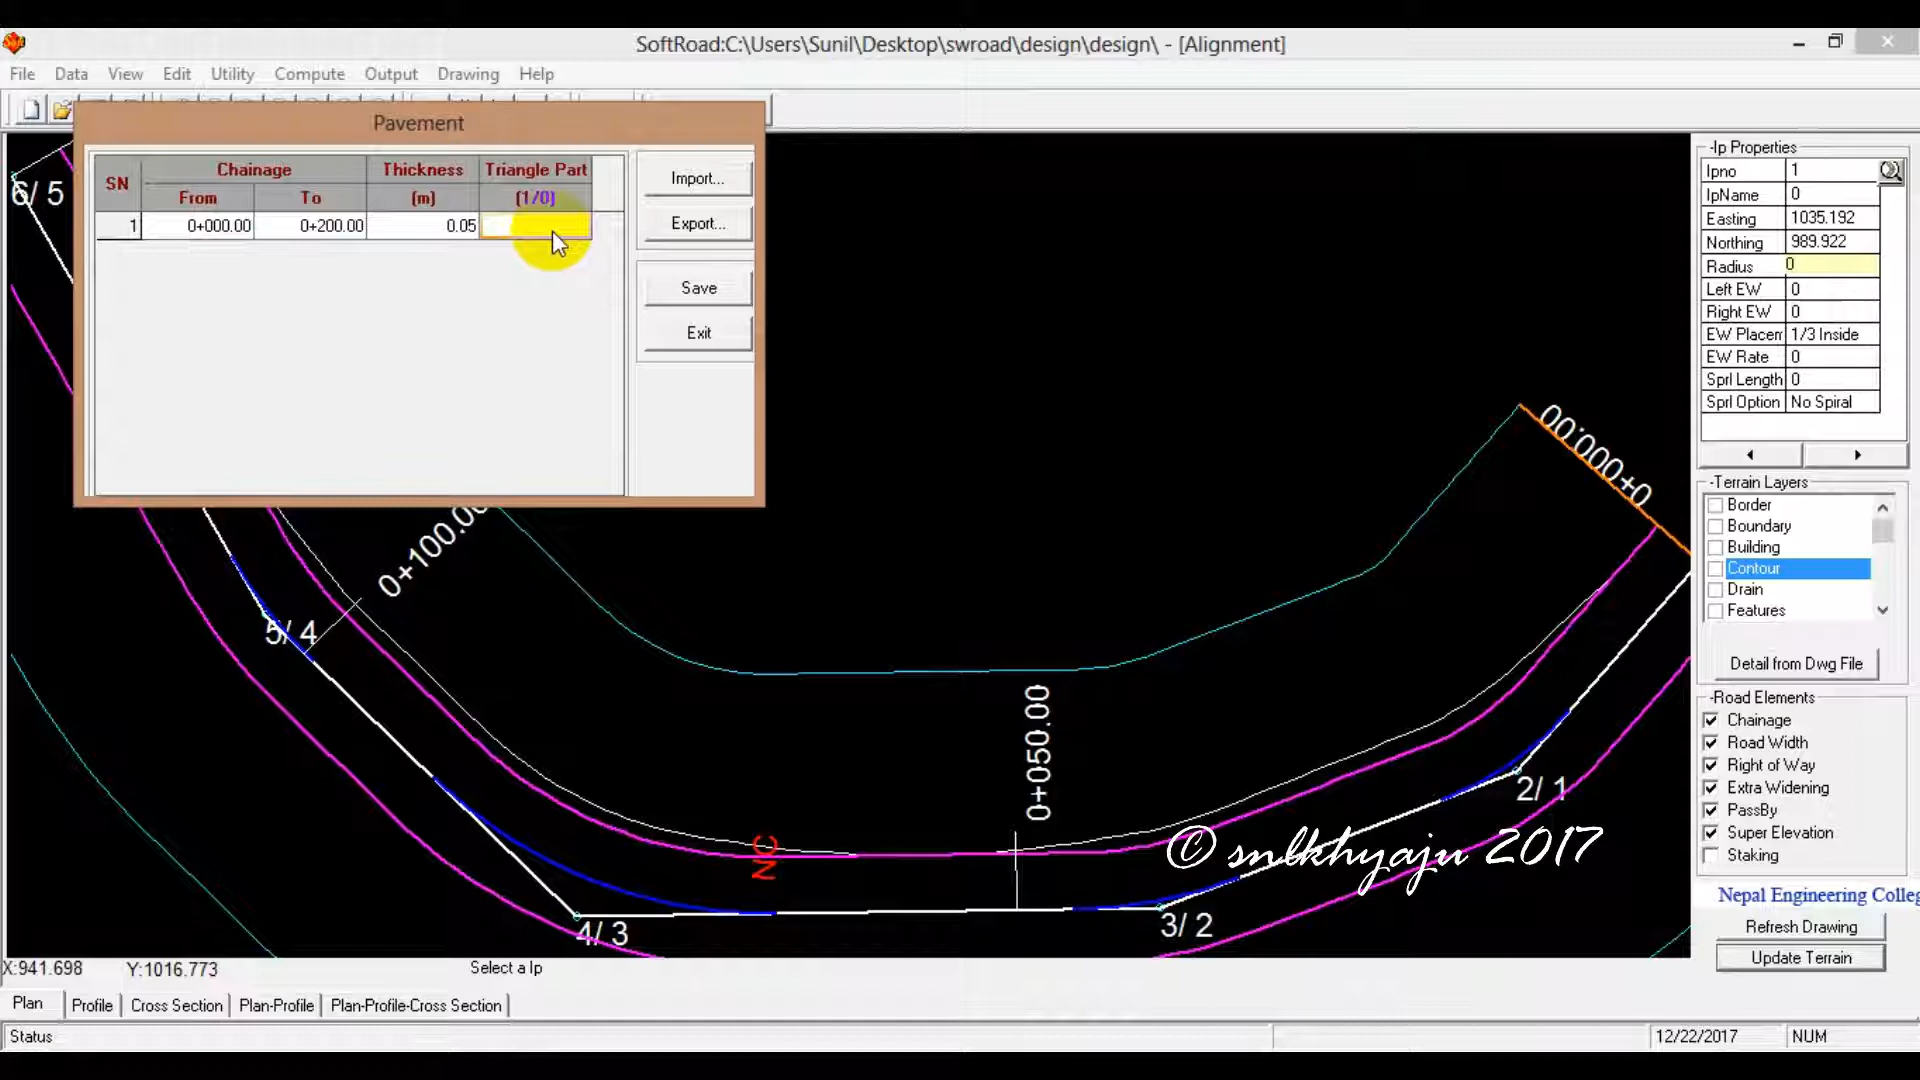 Soft
SoftRoad:C:\Users\Sunil\Desktop\swroad\design\design\ - [Alignment]
File Data View Edit Utility Compute Output Drawing Help
Pavement
SN Chainage Thickness Triangle Part
From To (m) (1/0)
1 0+000.00 0+200.00 0.05
Import...
Export...
Save
Exit
6/ 5
0+100.00
5/ 4
4/ 3
NC
0+050.00
3/ 2
2/ 1
0+000.00
© snlkhyaju 2017
-Ip Properties
Ipno 1
IpName 0
Easting 1035.192
Northing 989.922
Radius 0
Left EW 0
Right EW 0
EW Placem 1/3 Inside
EW Rate 0
Sprl Length 0
Sprl Option No Spiral
-Terrain Layers
Border
Boundary
Building
Contour
Drain
Features
Detail from Dwg File
-Road Elements
Chainage
Road Width
Right of Way
Extra Widening
PassBy
Super Elevation
Staking
Nepal Engineering Colleg
Refresh Drawing
Update Terrain
X:941.698 Y:1016.773 Select a Ip
Plan Profile Cross Section Plan-Profile Plan-Profile-Cross Section
Status 12/22/2017 NUM